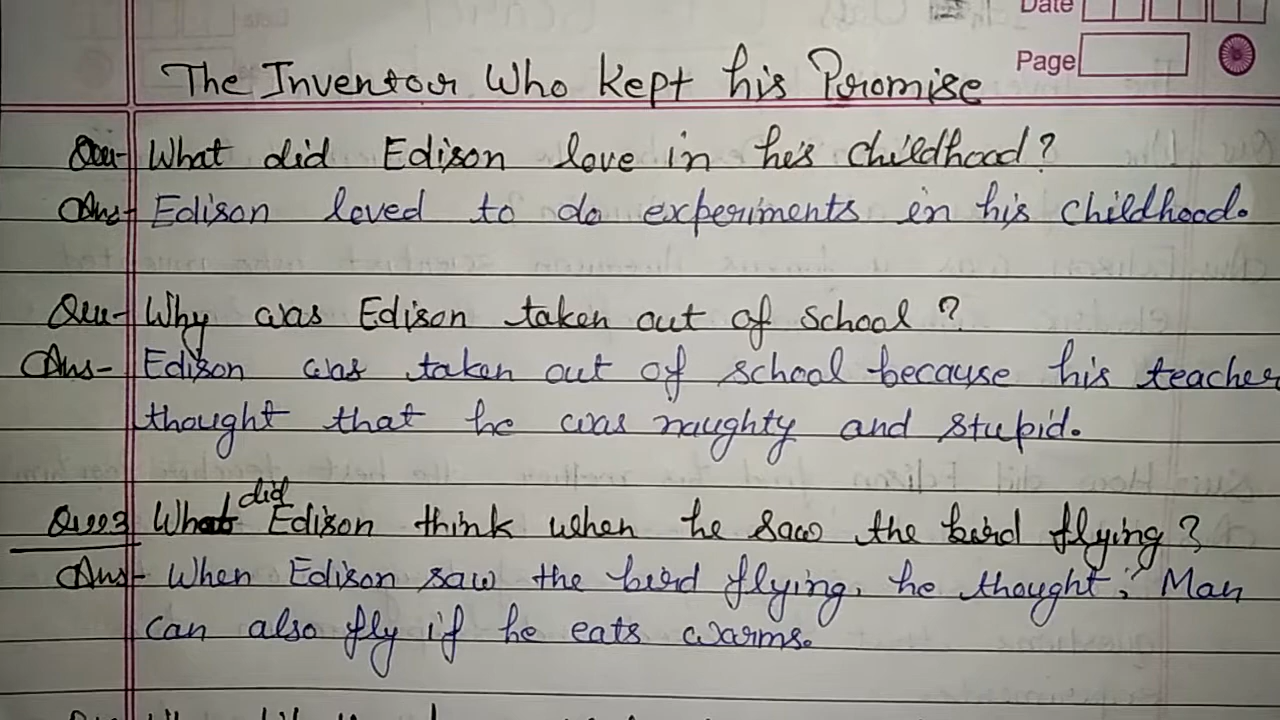 Date
Page
The Inventor Who Kept his Promise
Que- What did Edison love in his childhood?
Ans- Edison loved to do experiments in his childhood.
Que- Why was Edison taken out of school?
Ans- Edison was taken out of school because his teacher
thought that he was naughty and stupid.
Que3 What did Edison think when he saw the bird flying?
Ans- When Edison saw the bird flying, he thought, Man
can also fly if he eats warms.